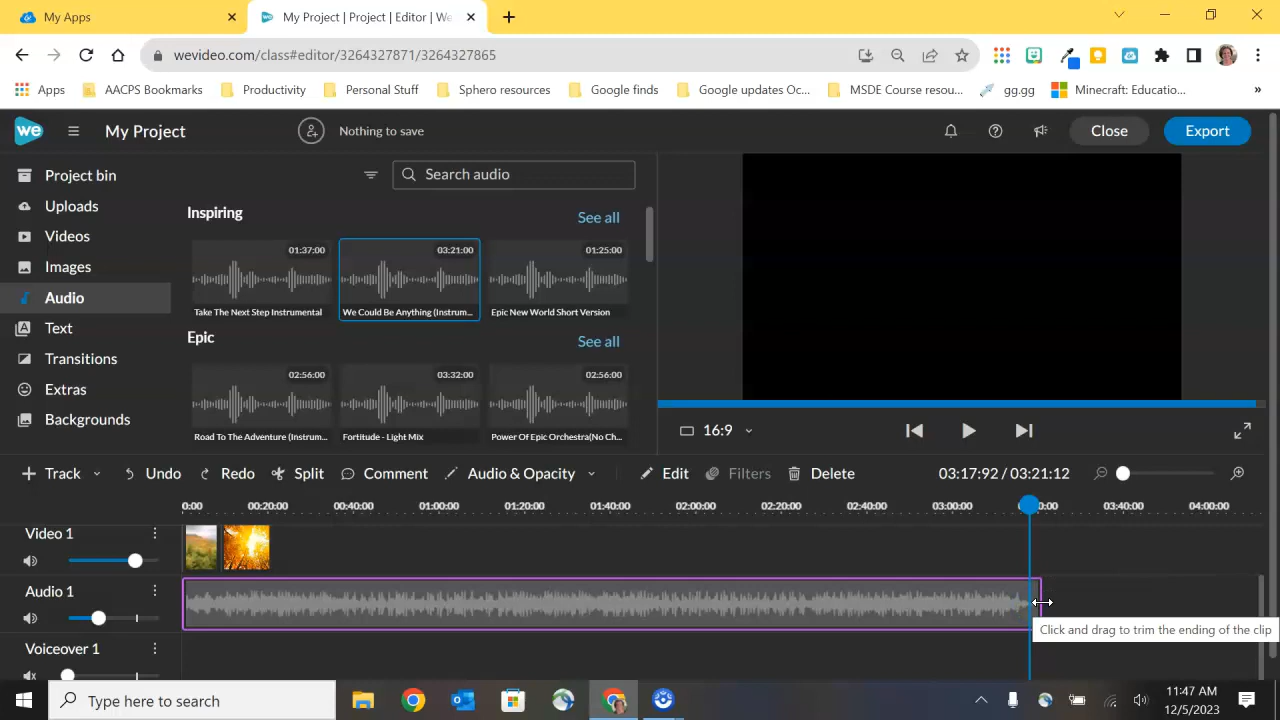 My Apps
My Project | Project | Editor | We
wevideo.com/class#editor/3264327871/3264327865
Apps
AACPS Bookmarks
Productivity
Personal Stuff
Sphero resources
Google finds
Google updates Oc...
MSDE Course resou...
gg.gg
Minecraft: Educatio...
»
we
My Project
Nothing to save
Close
Export
Project bin
Uploads
Videos
Images
Audio
Text
Transitions
Extras
Backgrounds
Search audio
Inspiring
See all
01:37:00
03:21:00
01:25:00
Take The Next Step Instrumental
We Could Be Anything (Instrum...
Epic New World Short Version
Epic
See all
02:56:00
03:32:00
02:56:00
Road To The Adventure (Instrum...
Fortitude - Light Mix
Power Of Epic Orchestra(No Ch...
16:9
+ Track
Undo
Redo
Split
Comment
Audio & Opacity
Edit
Filters
Delete
03:17:92 / 03:21:12
0:00 00:20:00 00:40:00 01:00:00 01:20:00 01:40:00 02:00:00 02:20:00 02:40:00 03:00:00 03:40:00 04:00:00
Video 1
Audio 1
Click and drag to trim the ending of the clip
Voiceover 1
Type here to search
11:47 AM
12/5/2023